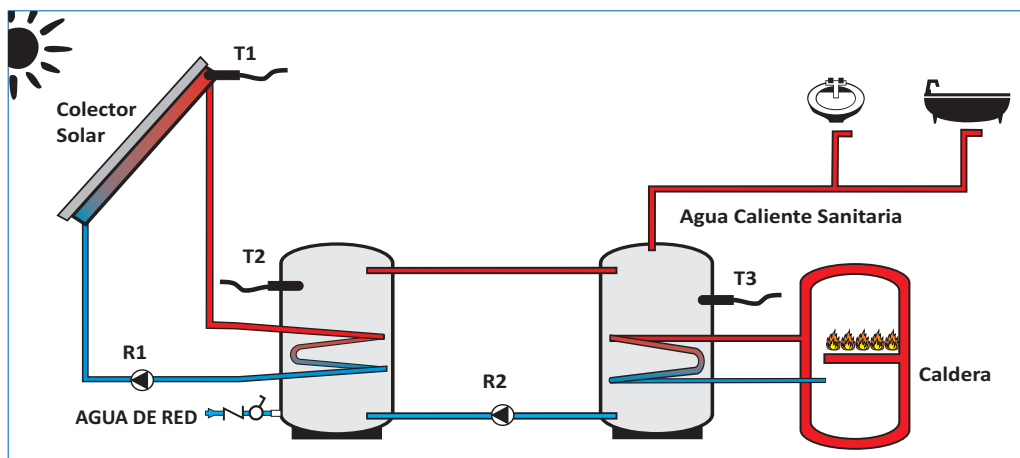 T1
Colector
Solar
Agua Caliente Sanitaria
T2
T3
R1
R2
Caldera
AGUA DE RED